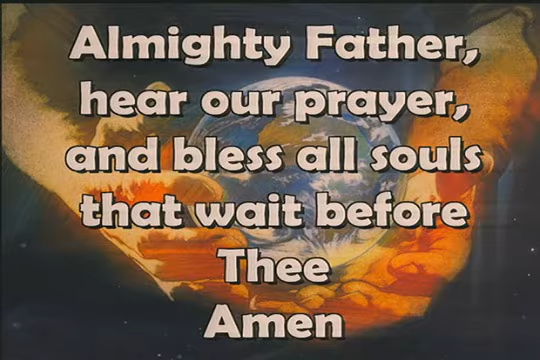 Almighty Father,
hear our prayer,
and bless all souls
that wait before
Thee
Amen